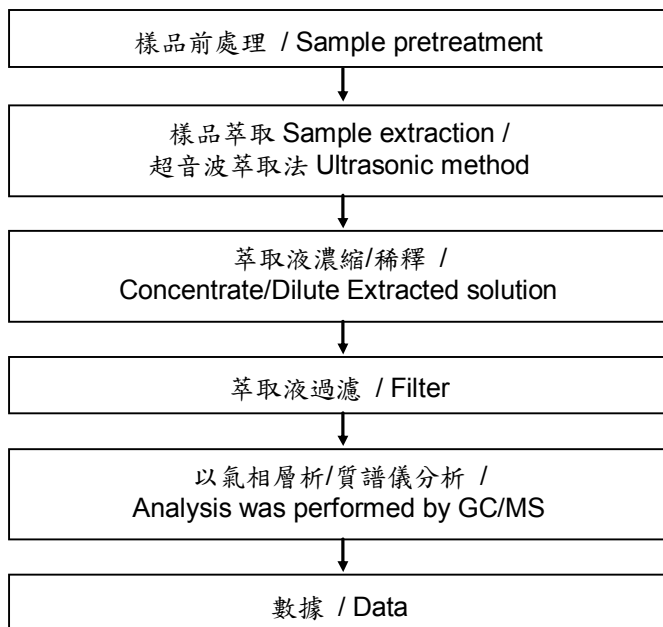 樣品前處理 / Sample pretreatment
樣品萃取 Sample extraction /
超音波萃取法 Ultrasonic method
萃取液濃縮/稀釋 /
Concentrate/Dilute Extracted solution
萃取液過濾 / Filter
以氣相層析/質譜儀分析 /
Analysis was performed by GC/MS
數據 / Data